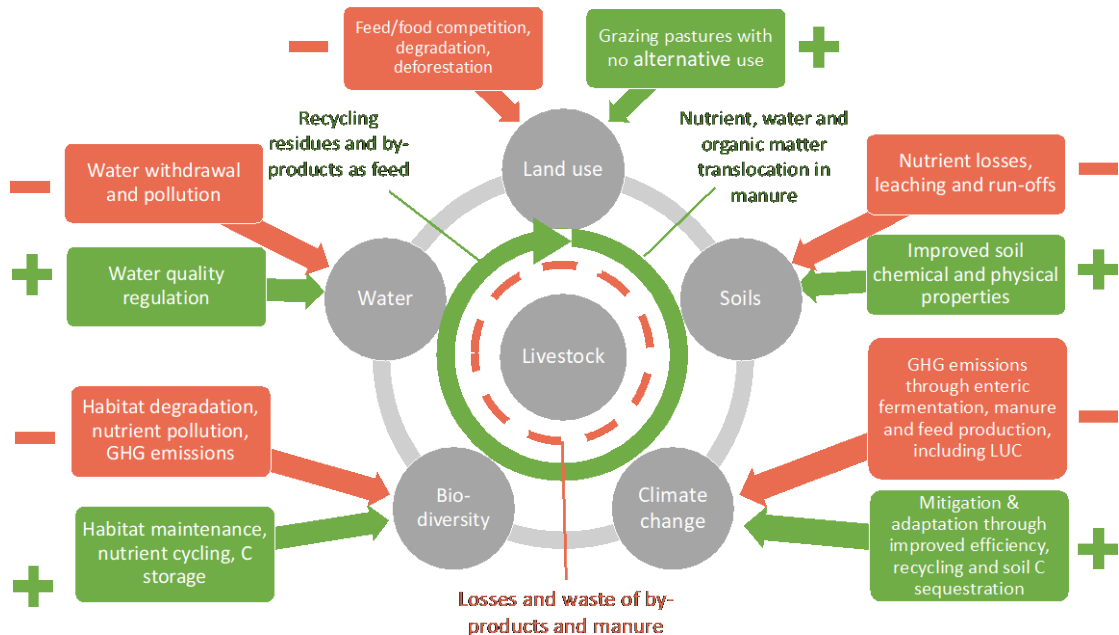 Feed/food competition,
degradation,
deforestation
Grazing pastures with
no alternative use
Recycling
residues and by-
products as feed
Nutrient, water and
organic matter
translocation in
manure
Land use
Water withdrawal
and pollution
Nutrient losses,
leaching and run-offs
Water quality
regulation
Improved soil
chemical and physical
properties
Water
Soils
Livestock
Habitat degradation,
nutrient pollution,
GHG emissions
GHG emissions
through enteric
fermentation, manure
and feed production,
including LUC
Bio-
diversity
Climate
change
Habitat maintenance,
nutrient cycling, C
storage
Mitigation &
adaptation through
improved efficiency,
recycling and soil C
sequestration
Losses and waste of by-
products and manure